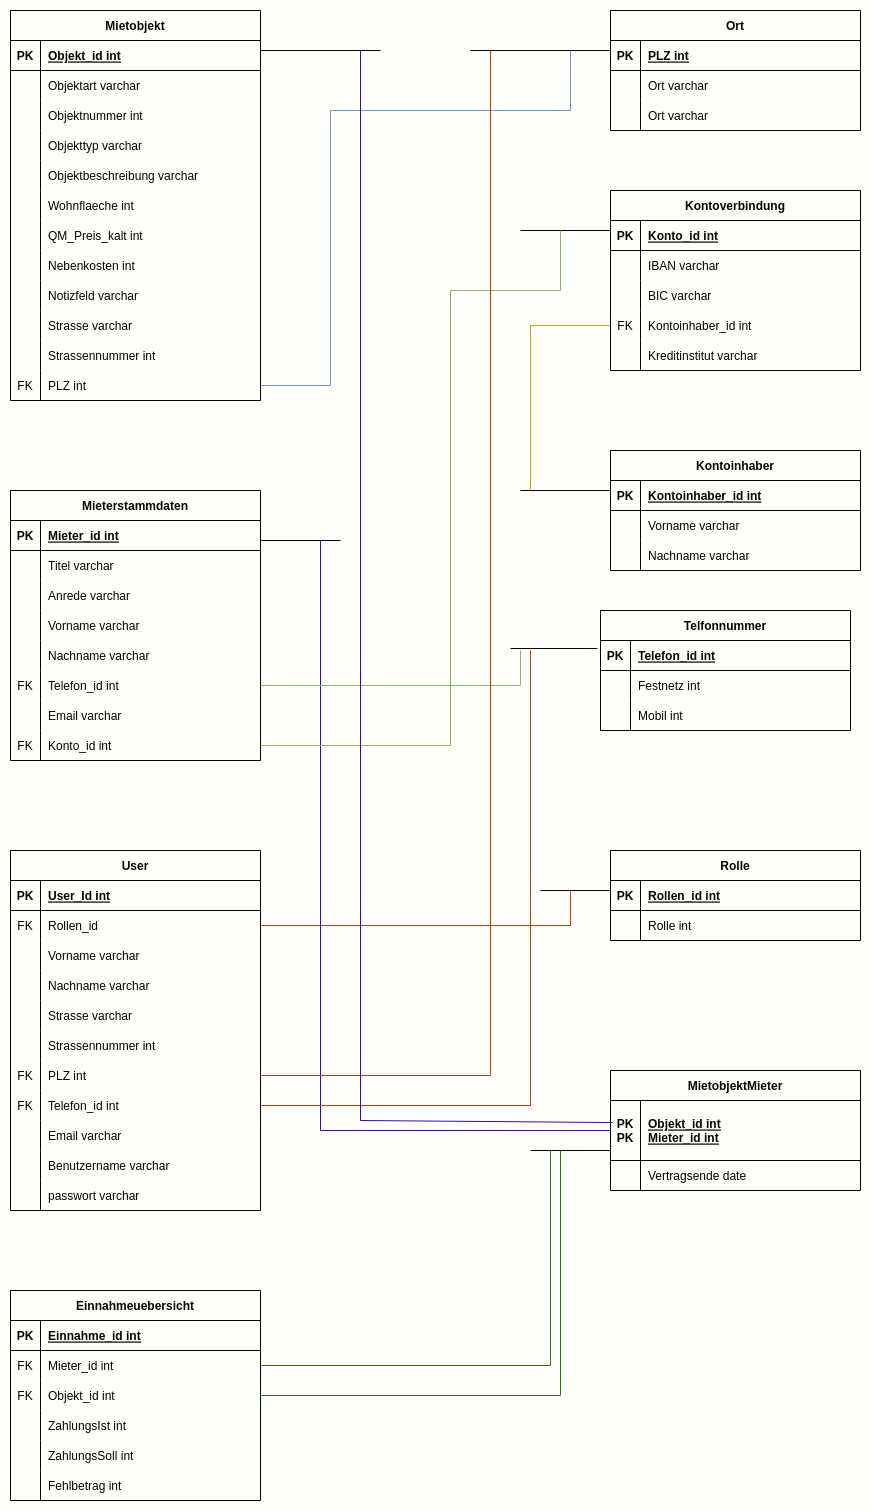 Mietobjekt
PK Objekt_id int
Objektart varchar
Objektnummer int
Objekttyp varchar
Objektbeschreibung varchar
Wohnflaeche int
QM_Preis_kalt int
Nebenkosten int
Notizfeld varchar
Strasse varchar
Strassennummer int
FK PLZ int
Mieterstammdaten
PK Mieter_id int
Titel varchar
Anrede varchar
Vorname varchar
Nachname varchar
FK Telefon_id int
Email varchar
FK Konto_id int
User
PK User_Id int
FK Rollen_id
Vorname varchar
Nachname varchar
Strasse varchar
Strassennummer int
FK PLZ int
FK Telefon_id int
Email varchar
Benutzername varchar
passwort varchar
Einnahmeuebersicht
PK Einnahme_id int
FK Mieter_id int
FK Objekt_id int
ZahlungsIst int
ZahlungsSoll int
Fehlbetrag int
Ort
PK PLZ int
Ort varchar
Ort varchar
Kontoverbindung
PK Konto_id int
IBAN varchar
BIC varchar
FK Kontoinhaber_id int
Kreditinstitut varchar
Kontoinhaber
PK Kontoinhaber_id int
Vorname varchar
Nachname varchar
Telfonnummer
PK Telefon_id int
Festnetz int
Mobil int
Rolle
PK Rollen_id int
Rolle int
MietobjektMieter
PK Objekt_id int
PK Mieter_id int
Vertragsende date